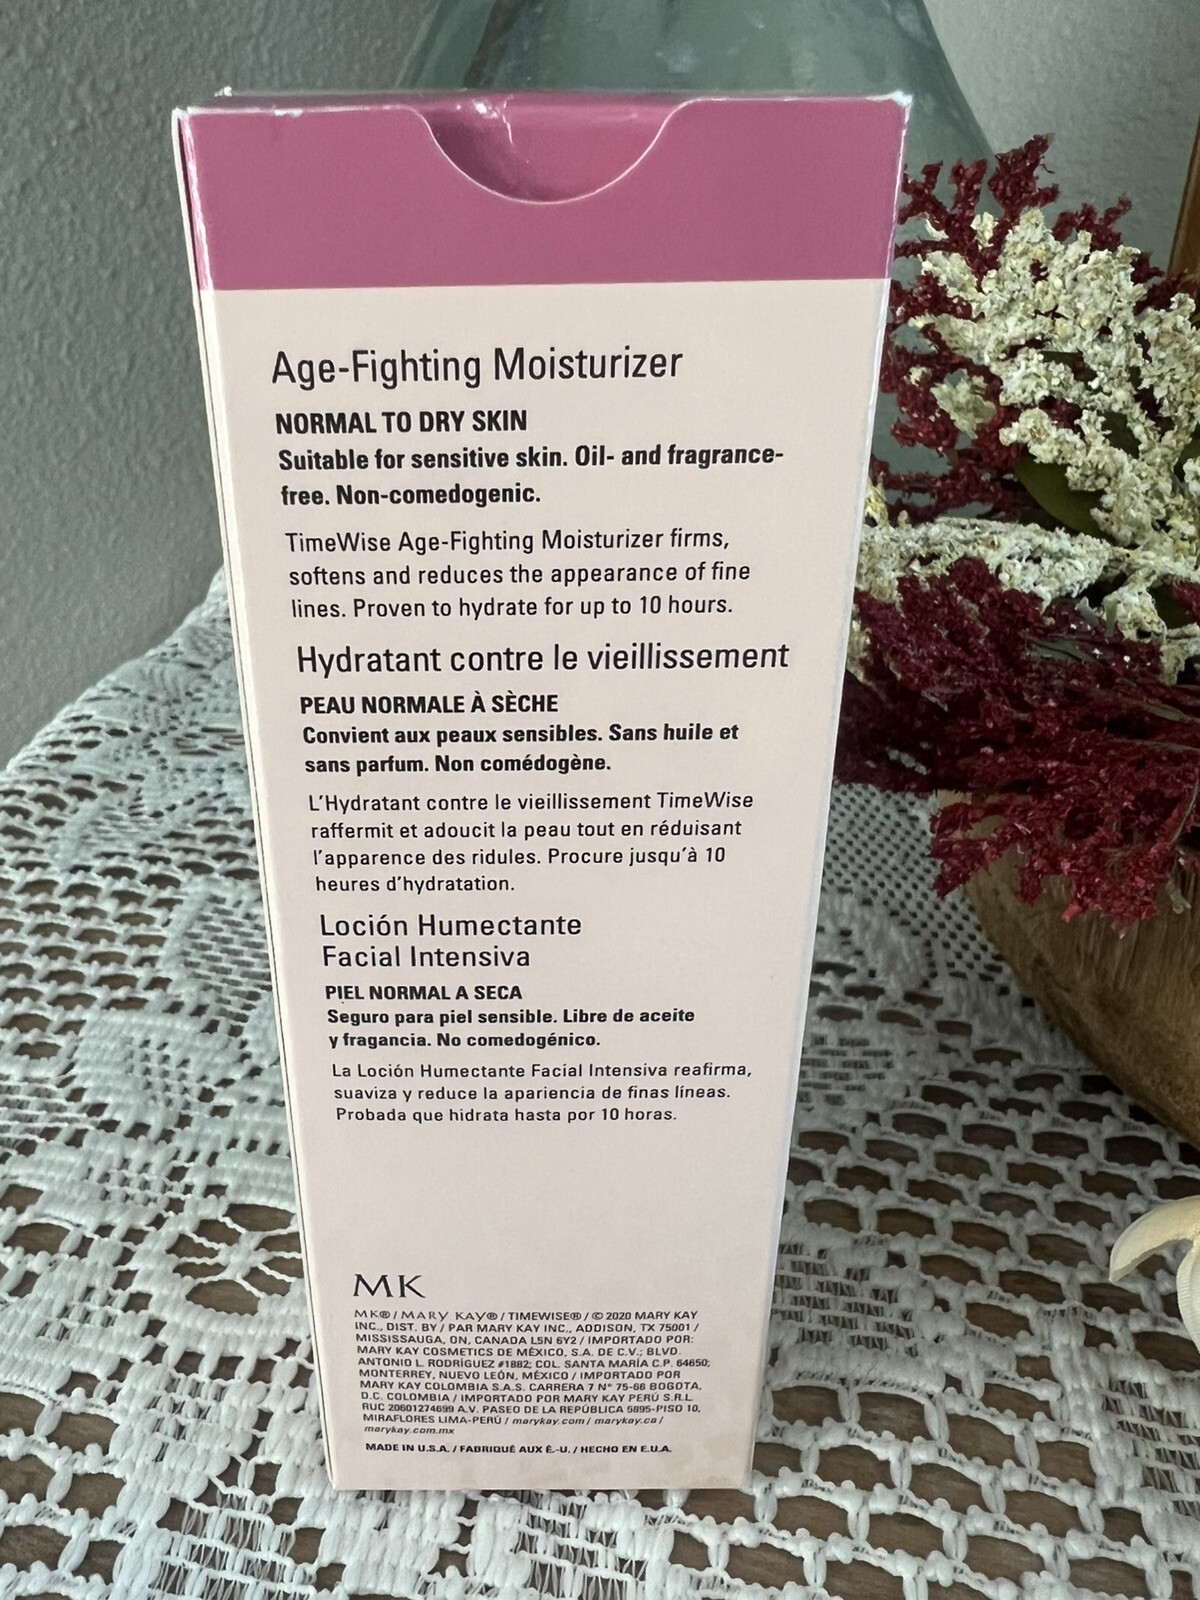 Age-Fighting Moisturizer
NORMAL TO DRY SKIN
Suitable for sensitive skin. Oil- and fragrance-
free. Non-comedogenic.
TimeWise Age-Fighting Moisturizer firms,
softens and reduces the appearance of fine
lines. Proven to hydrate for up to 10 hours.
Hydratant contre le vieillissement
PEAU NORMALE À SÈCHE
Convient aux peaux sensibles. Sans huile et
sans parfum. Non comédogène.
L'Hydratant contre le vieillissement TimeWise
raffermit et adoucit la peau tout en réduisant
l'apparence des ridules. Procure jusqu'à 10
heures d'hydratation.
Loción Humectante
Facial Intensiva
PIEL NORMAL A SECA
Seguro para piel sensible. Libre de aceite
y fragancia. No comedogénico.
La Loción Humectante Facial Intensiva reafirma,
suaviza y reduce la apariencia de finas líneas.
Probada que hidrata hasta por 10 horas.
MK
MK® / MARY KAY® / TIMEWISE® / © 2020 MARY KAY
INC., DIST. BY / PAR MARY KAY INC., ADDISON, TX 75001 /
MISSISSAUGA, ON, CANADA L5N 6Y2 / IMPORTADO POR:
MARY KAY COSMETICS DE MÉXICO, S.A. DE C.V.; BLVD.
ANTONIO L. RODRÍGUEZ #1882; COL. SANTA MARÍA C.P. 64650;
MONTERREY, NUEVO LEÓN, MÉXICO / IMPORTADO POR
MARY KAY COLOMBIA S.A.S. CARRERA 7 N° 75-66 BOGOTA,
D.C. COLOMBIA / IMPORTADO POR MARY KAY PERÚ S.R.L.
RUC 20601274699 A.V. PASEO DE LA REPÚBLICA 5895-PISO 10,
MIRAFLORES LIMA-PERÚ / marykay.com / marykay.ca /
marykay.com.mx
MADE IN U.S.A. / FABRIQUÉ AUX É.-U. / HECHO EN E.U.A.